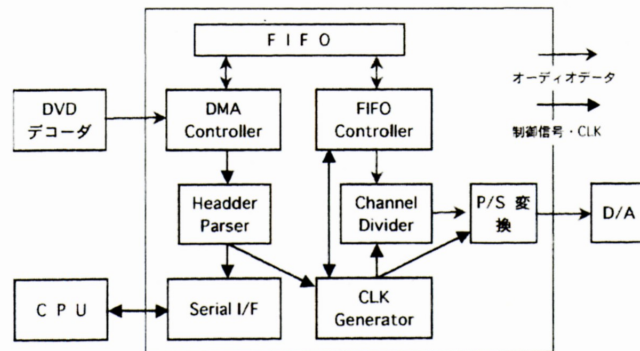 F I F O
オーディオデータ
制御信号・CLK
DVD
デコーダ
DMA
Controller
FIFO
Controller
Headder
Parser
Channel
Divider
P/S 変
換
D/A
C P U
Serial I/F
CLK
Generator